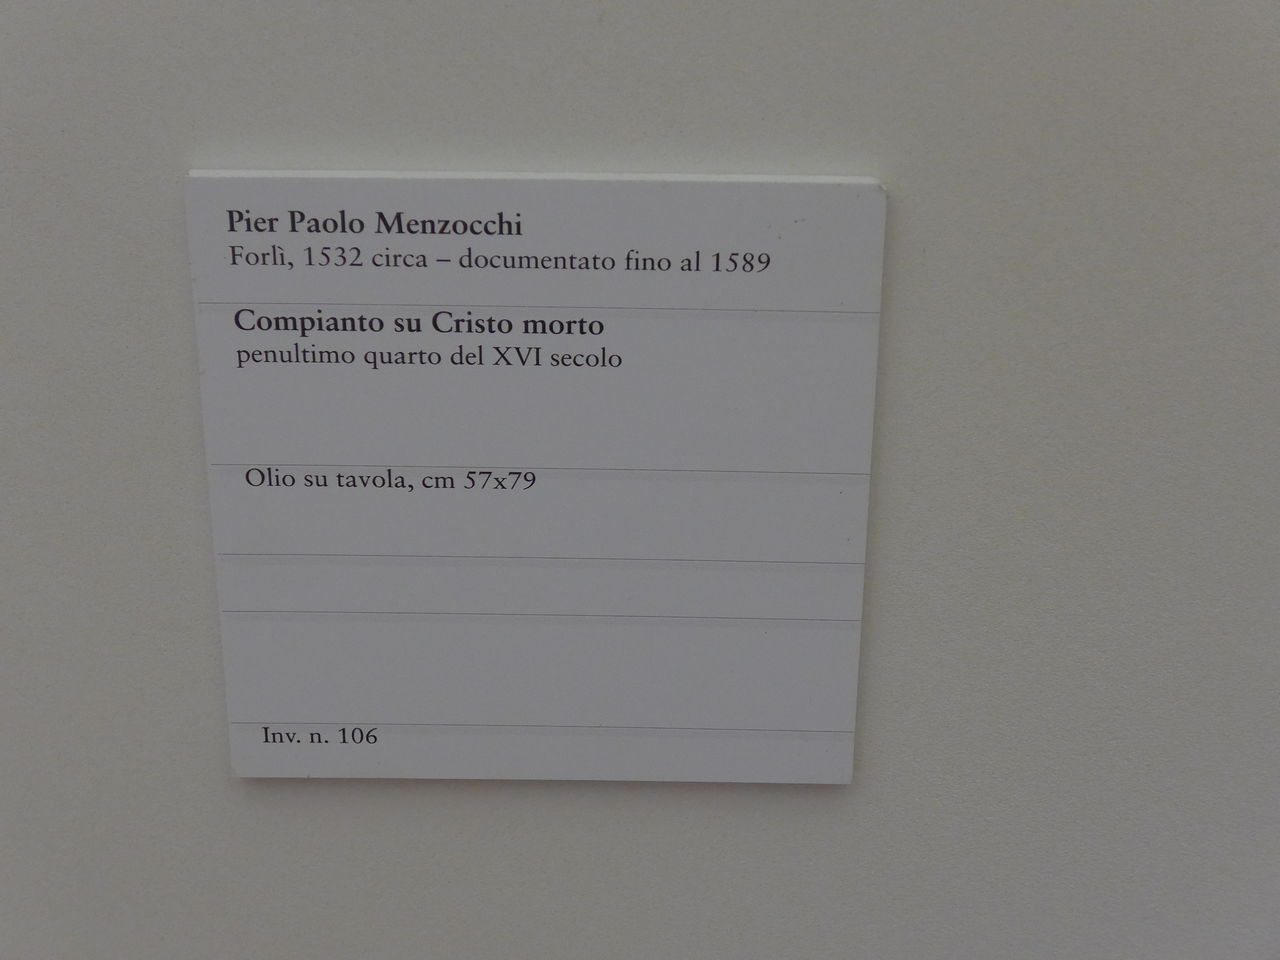 Pier Paolo Menzocchi
Forlì, 1532 circa – documentato fino al 1589
Compianto su Cristo morto
penultimo quarto del XVI secolo
Olio su tavola, cm 57x79
Inv. n. 106